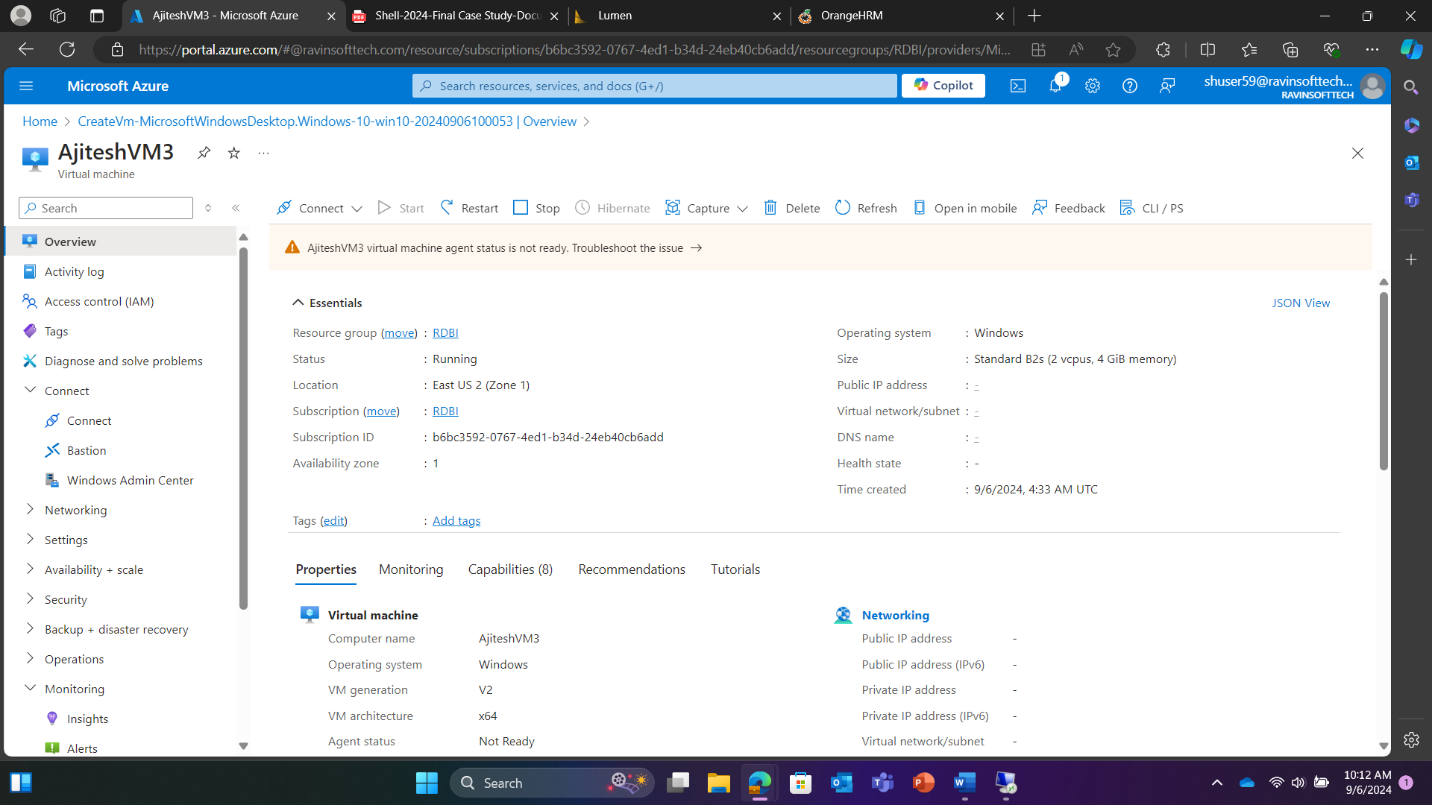 AjiteshVM3 - Microsoft Azure
Shell-2024-Final Case Study-Docu
Lumen
OrangeHRM
https://portal.azure.com/#@ravinsofttech.com/resource/subscriptions/b6bc3592-0767-4ed1-b34d-24eb40cb6add/resourcegroups/RDBI/providers/Mi...
Microsoft Azure
Search resources, services, and docs (G+/)
Copilot
1
shuser59@ravinsofttech...
RAVINSOFTTECH
Home > CreateVm-MicrosoftWindowsDesktop.Windows-10-win10-20240906100053 | Overview >
AjiteshVM3
Virtual machine
Search
Connect
Start
Restart
Stop
Hibernate
Capture
Delete
Refresh
Open in mobile
Feedback
CLI / PS
Overview
Activity log
Access control (IAM)
Tags
Diagnose and solve problems
Connect
Connect
Bastion
Windows Admin Center
Networking
Settings
Availability + scale
Security
Backup + disaster recovery
Operations
Monitoring
Insights
Alerts
AjiteshVM3 virtual machine agent status is not ready. Troubleshoot the issue →
Essentials
JSON View
Resource group (move) : RDBI
Status : Running
Location : East US 2 (Zone 1)
Subscription (move) : RDBI
Subscription ID : b6bc3592-0767-4ed1-b34d-24eb40cb6add
Availability zone : 1
Operating system : Windows
Size : Standard B2s (2 vcpus, 4 GiB memory)
Public IP address : -
Virtual network/subnet : -
DNS name : -
Health state : -
Time created : 9/6/2024, 4:33 AM UTC
Tags (edit) : Add tags
Properties
Monitoring
Capabilities (8)
Recommendations
Tutorials
Virtual machine
Computer name AjiteshVM3
Operating system Windows
VM generation V2
VM architecture x64
Agent status Not Ready
Networking
Public IP address -
Public IP address (IPv6) -
Private IP address -
Private IP address (IPv6) -
Virtual network/subnet -
Search
10:12 AM
9/6/2024
1